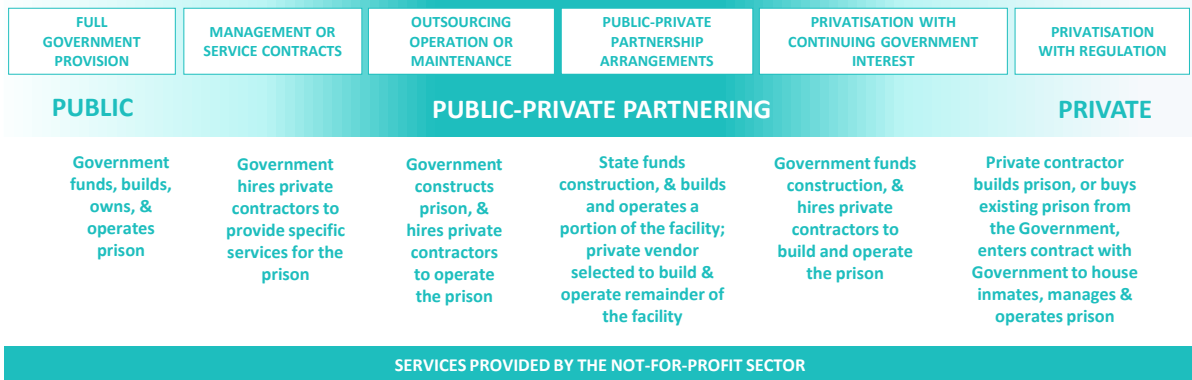 FULL
GOVERNMENT
PROVISION
MANAGEMENT OR
SERVICE CONTRACTS
OUTSOURCING
OPERATION OR
MAINTENANCE
PUBLIC-PRIVATE
PARTNERSHIP
ARRANGEMENTS
PRIVATISATION WITH
CONTINUING GOVERNMENT
INTEREST
PRIVATISATION
WITH REGULATION
PUBLIC
PUBLIC-PRIVATE PARTNERING
PRIVATE
Government
funds, builds,
owns, &
operates
prison
Government
hires private
contractors to
provide specific
services for the
prison
Government
constructs
prison, &
hires private
contractors
to operate
the prison
State funds
construction, & builds
and operates a
portion of the facility;
private vendor
selected to build &
operate remainder of
the facility
Government funds
construction, &
hires private
contractors to
build and operate
the prison
Private contractor
builds prison, or buys
existing prison from
the Government,
enters contract with
Government to house
inmates, manages &
operates prison
SERVICES PROVIDED BY THE NOT-FOR-PROFIT SECTOR